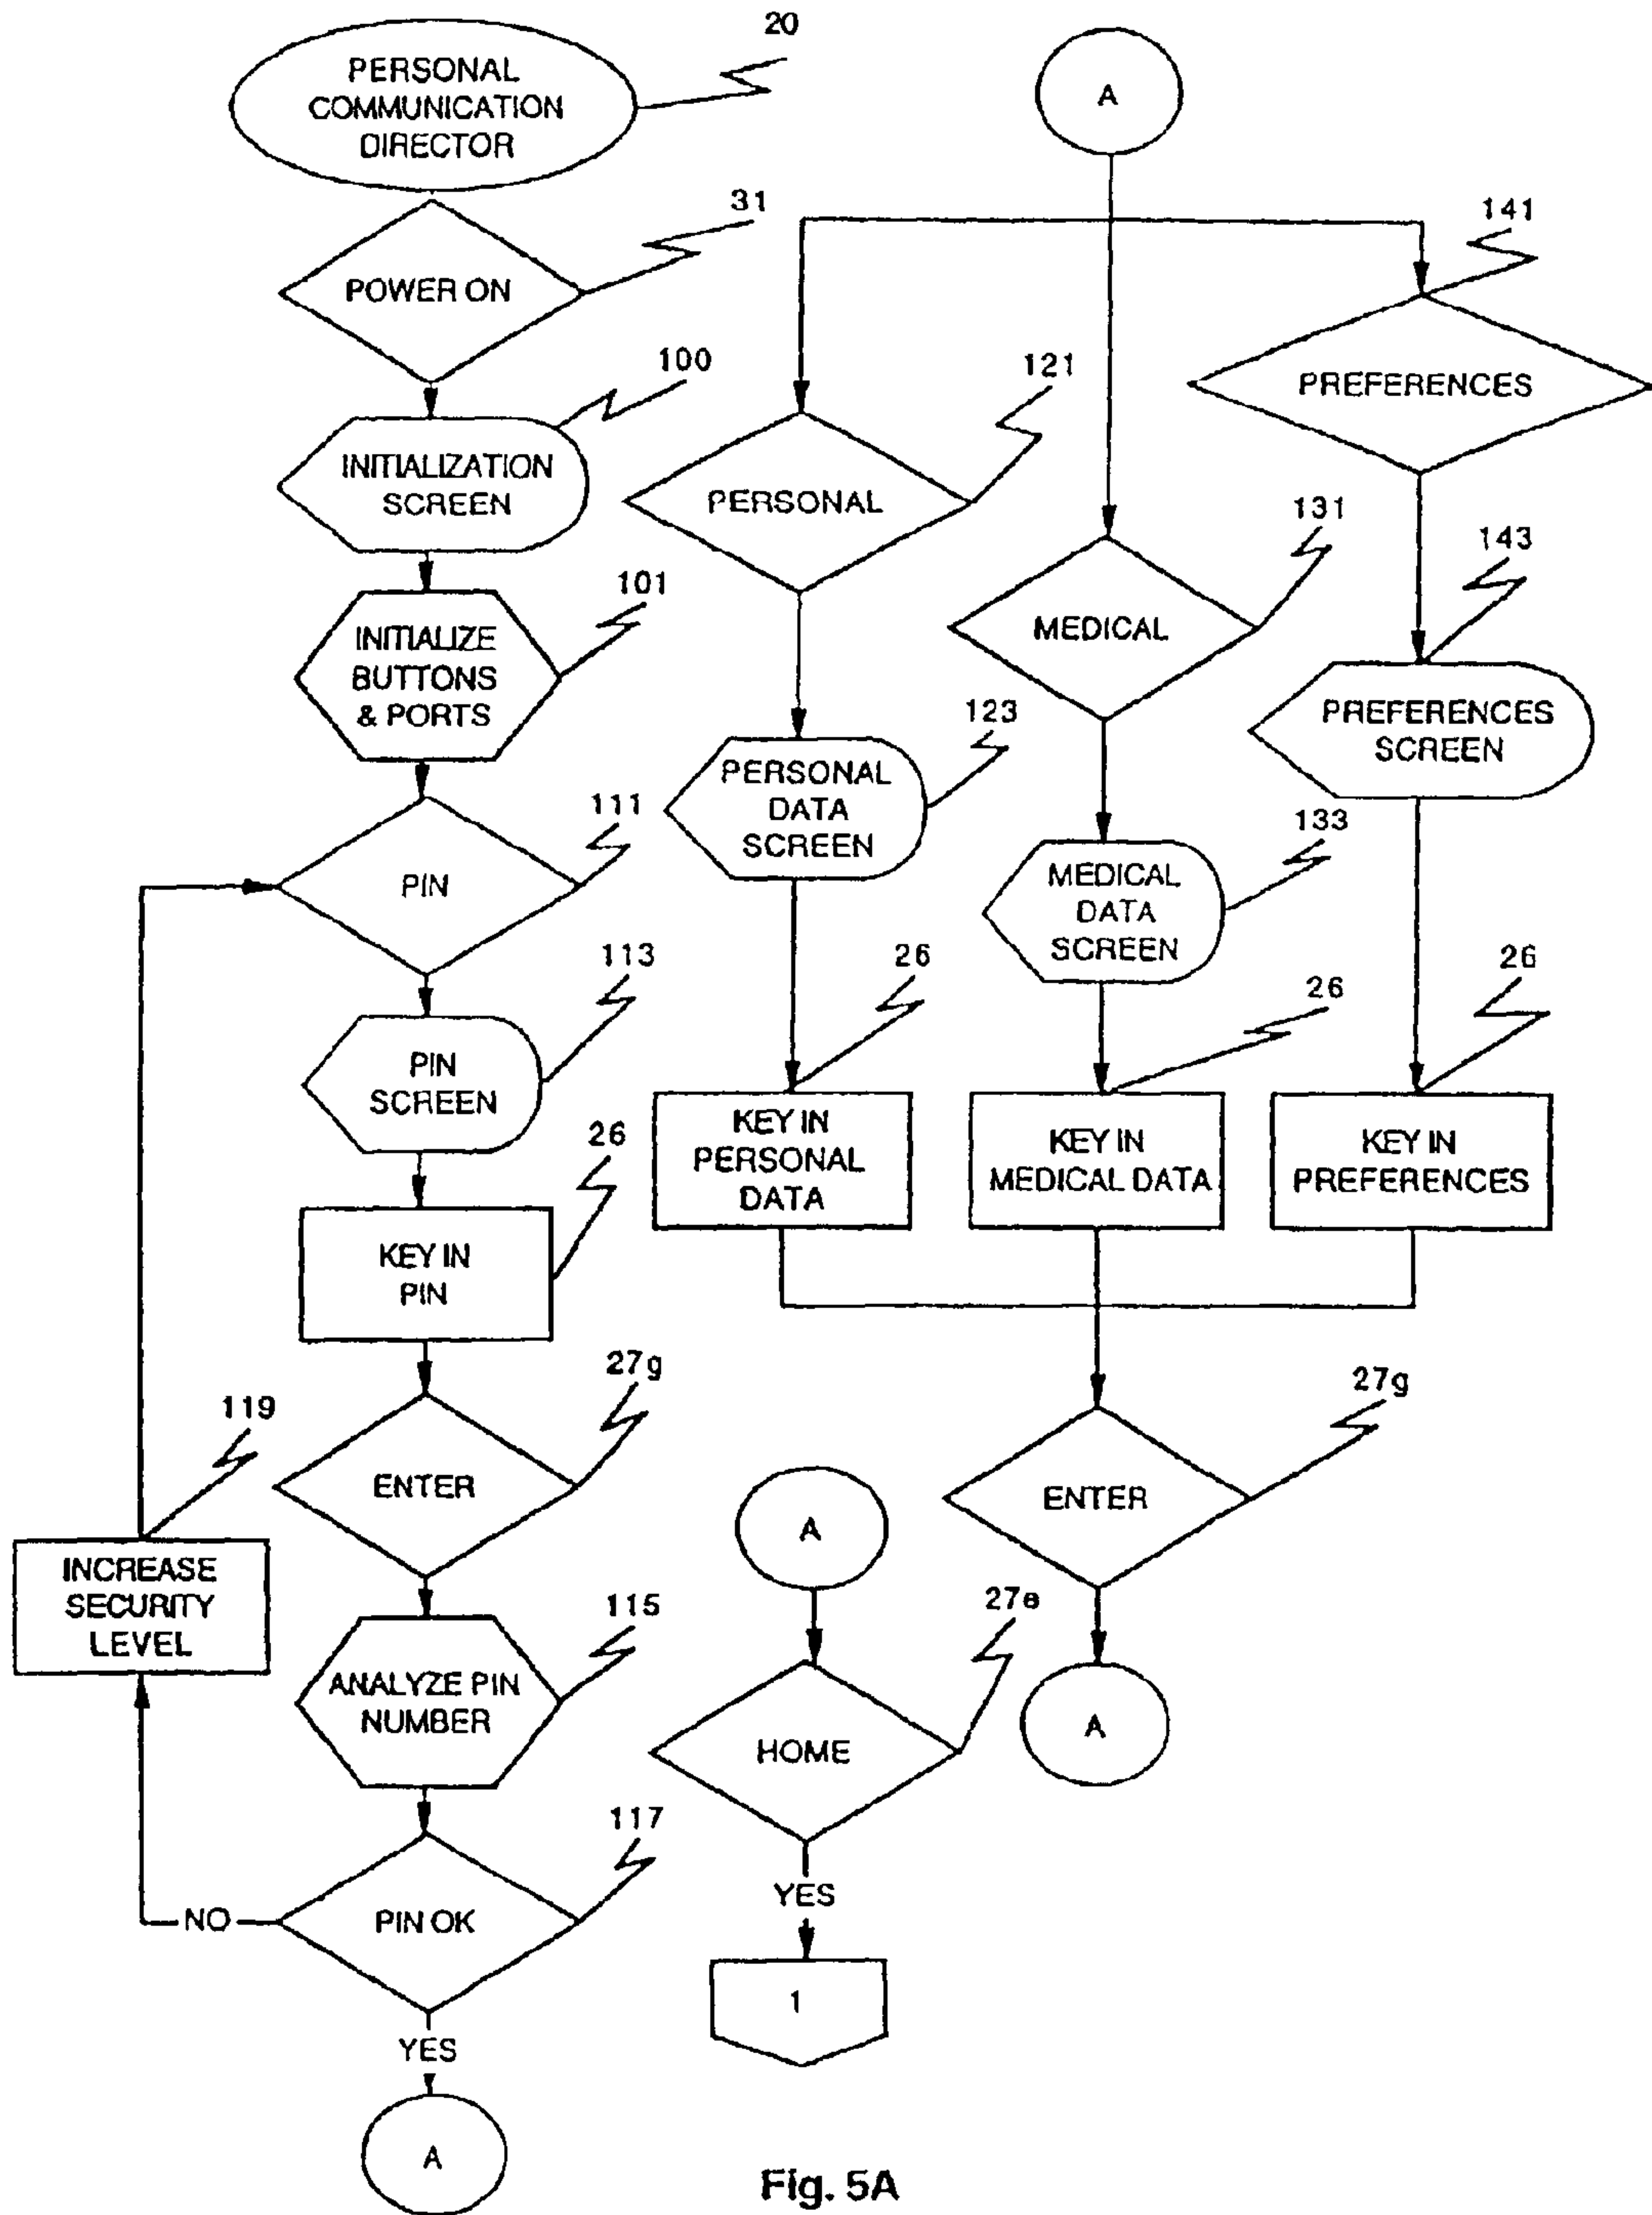 20
PERSONAL
COMMUNICATION
DIRECTOR
31
POWER ON
100
INITIALIZATION
SCREEN
101
INITIALIZE
BUTTONS
& PORTS
111
PIN
113
PIN
SCREEN
26
KEY IN
PIN
27g
ENTER
119
INCREASE
SECURITY
LEVEL
115
ANALYZE PIN
NUMBER
117
PIN OK
NO
YES
A
A
121
PERSONAL
123
PERSONAL
DATA
SCREEN
26
KEY IN
PERSONAL
DATA
131
MEDICAL
133
MEDICAL
DATA
SCREEN
26
KEY IN
MEDICAL DATA
141
PREFERENCES
143
PREFERENCES
SCREEN
26
KEY IN
PREFERENCES
27g
ENTER
A
A
27e
HOME
YES
1
Fig. 5A